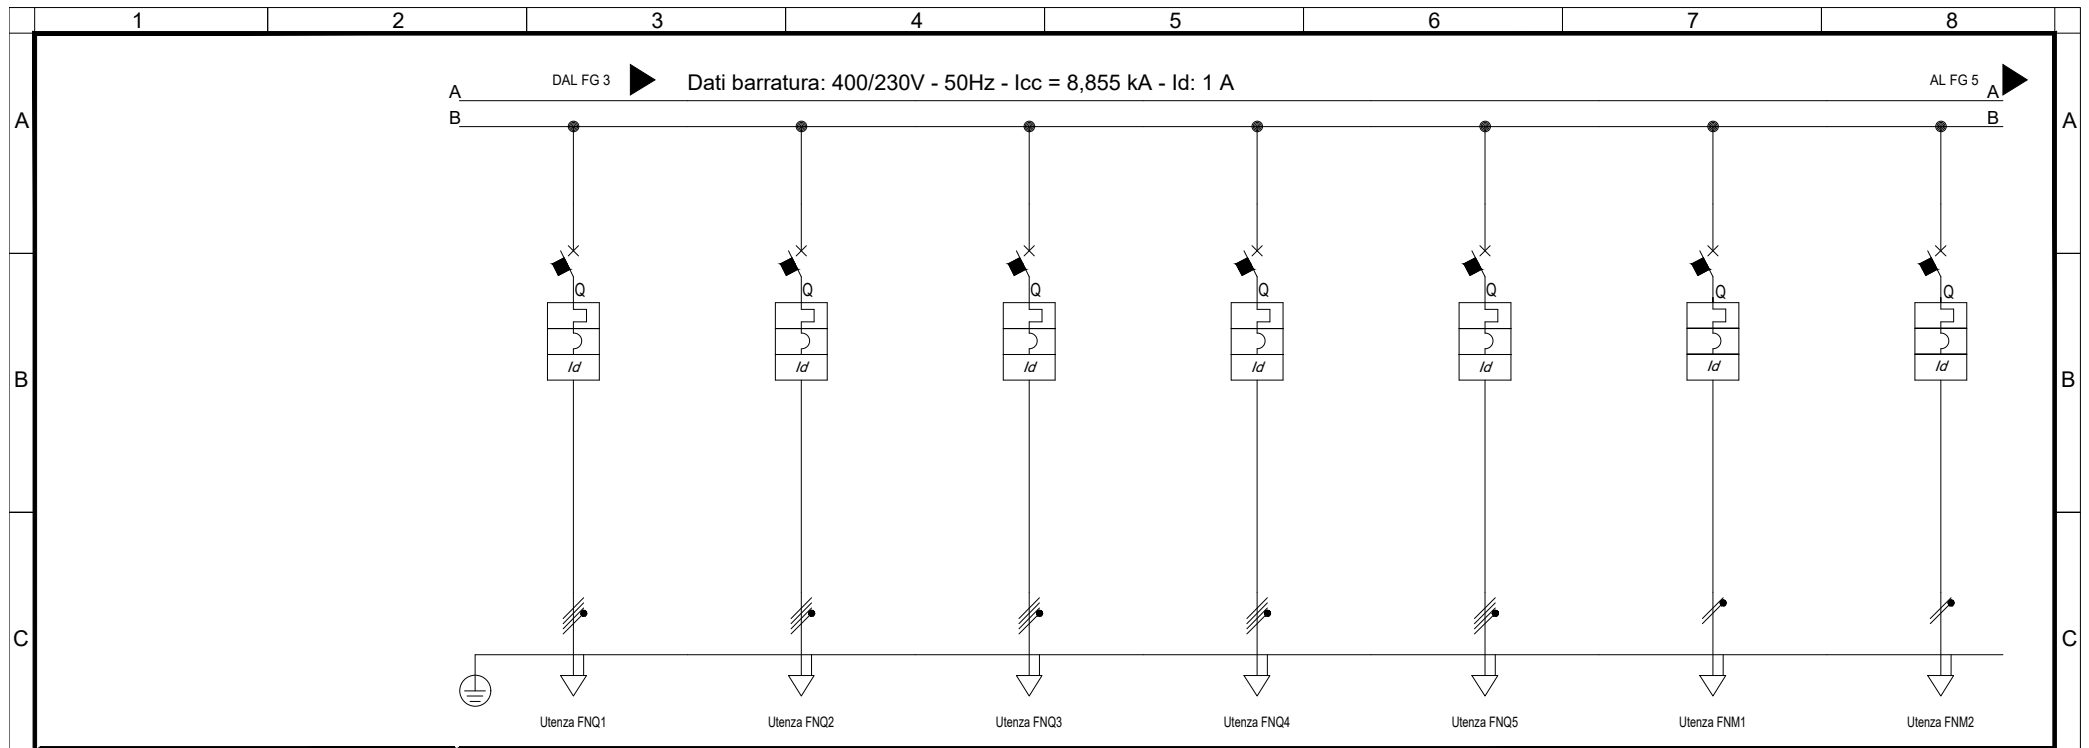 1 2 3 4 5 6 7 8
DAL FG 3 Dati barratura: 400/230V - 50Hz - Icc = 8,855 kA - Id: 1 A AL FG 5
A A
A B B A
Q Q Q Q Q Q Q
Id Id Id Id Id Id Id
B B
C C
Utenza FNQ1 Utenza FNQ2 Utenza FNQ3 Utenza FNQ4 Utenza FNQ5 Utenza FNM1 Utenza FNM2